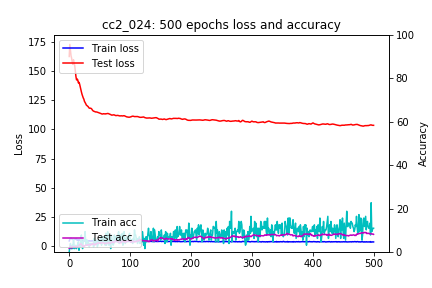 cc2_024: 500 epochs loss and accuracy
175
150
125
100
75
50
25
0
Loss
Train loss
Test loss
Train acc
Test acc
100
80
60
40
20
0
Accuracy
0
100
200
300
400
500